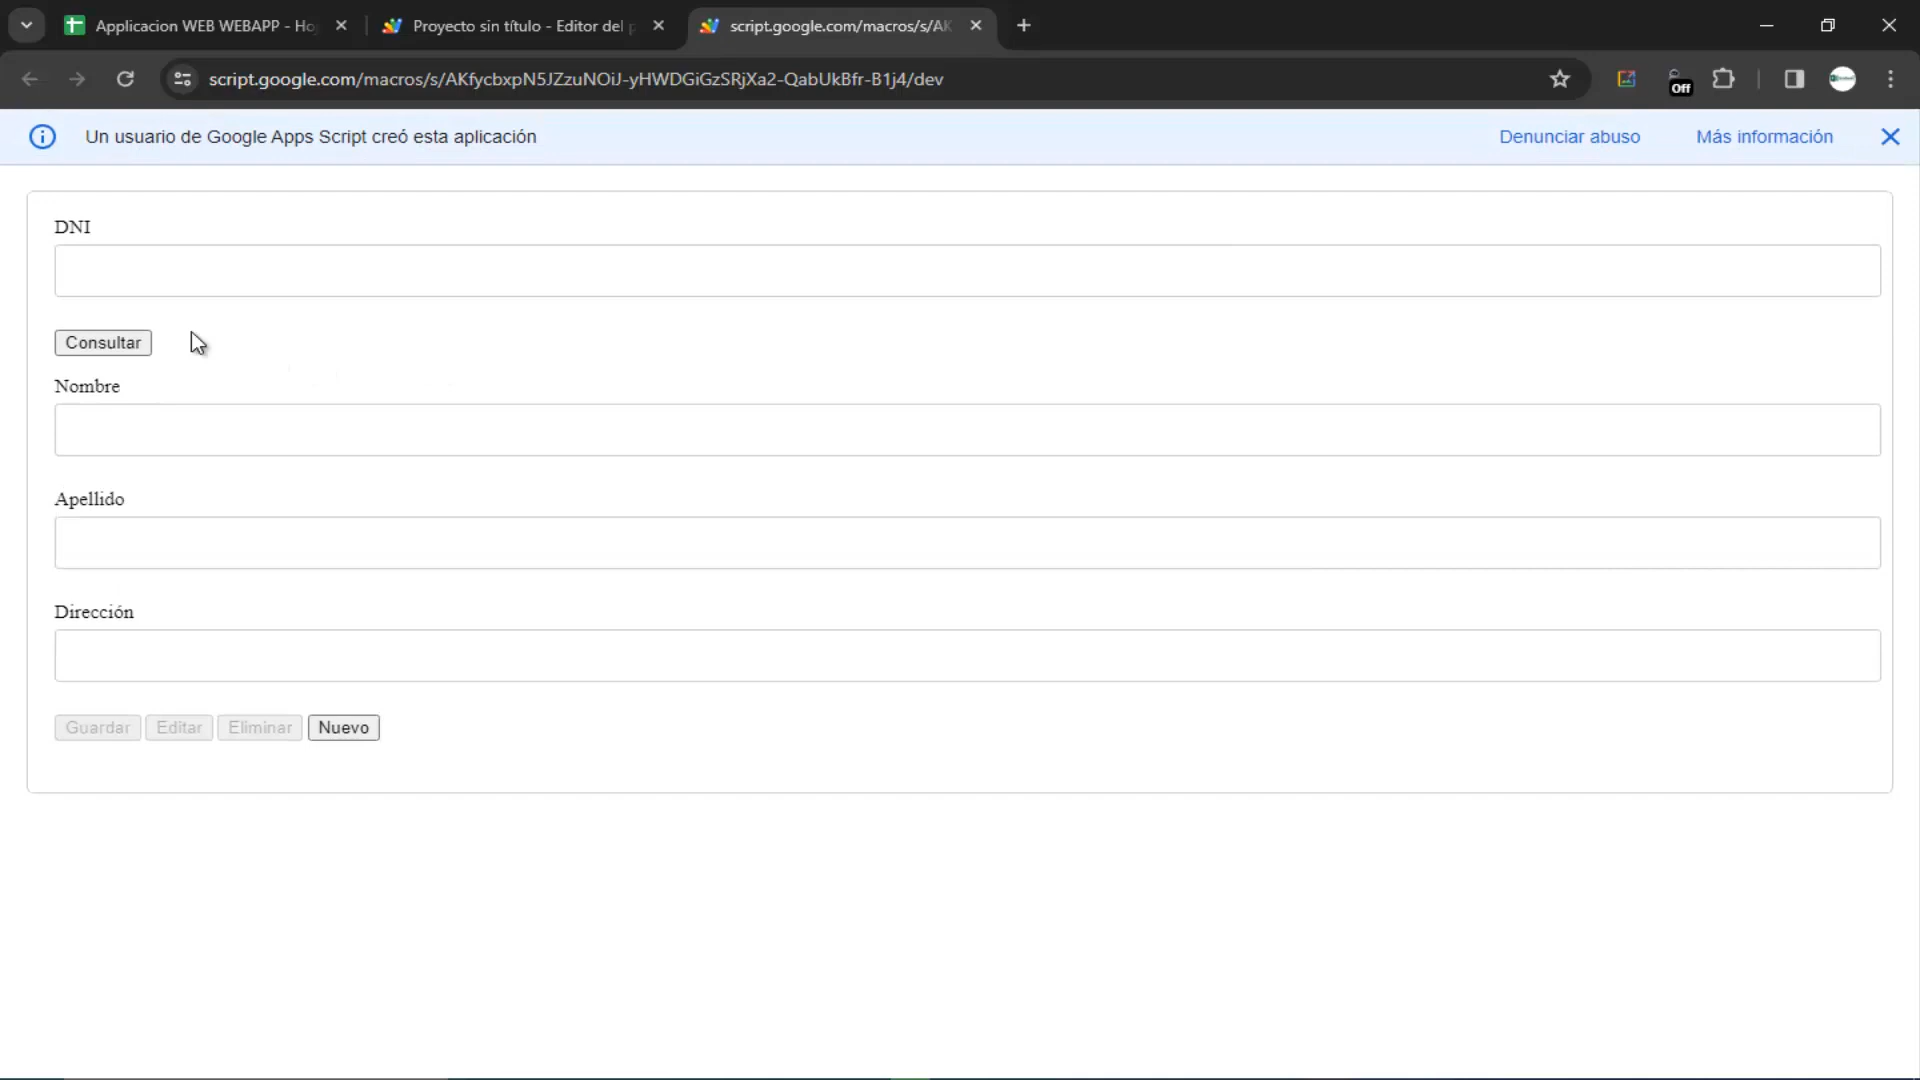 Applicacion WEB WEBAPP - Ho
Proyecto sin título - Editor del p
script.google.com/macros/s/AK
script.google.com/macros/s/AKfycbxpN5JZzuNOiJ-yHWDGiGzSRjXa2-QabUkBfr-B1j4/dev
Off
Un usuario de Google Apps Script creó esta aplicación
Denunciar abuso
Más información
DNI
Consultar
Nombre
Apellido
Dirección
Guardar Editar Eliminar Nuevo